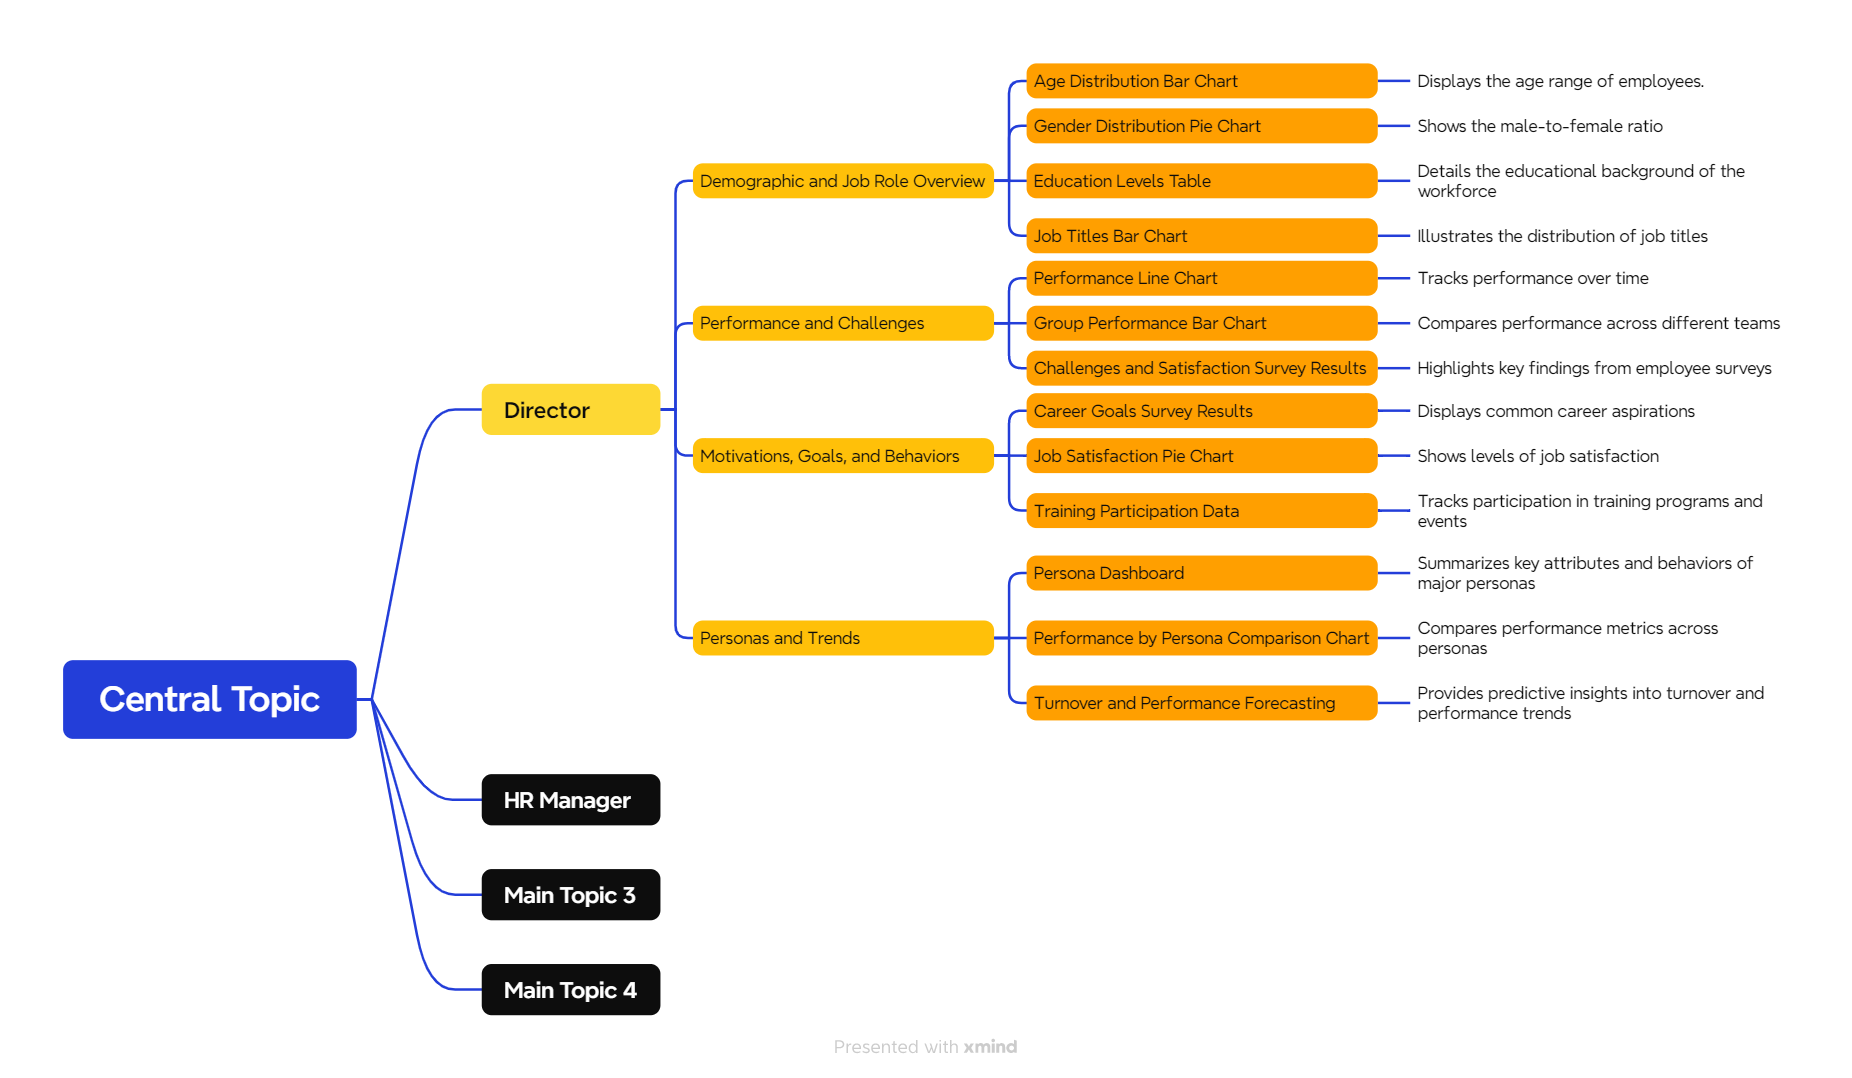 Central Topic
Director
Demographic and Job Role Overview
Age Distribution Bar Chart
Displays the age range of employees.
Gender Distribution Pie Chart
Shows the male-to-female ratio
Education Levels Table
Details the educational background of the
workforce
Job Titles Bar Chart
Illustrates the distribution of job titles
Performance and Challenges
Performance Line Chart
Tracks performance over time
Group Performance Bar Chart
Compares performance across different teams
Challenges and Satisfaction Survey Results
Highlights key findings from employee surveys
Motivations, Goals, and Behaviors
Career Goals Survey Results
Displays common career aspirations
Job Satisfaction Pie Chart
Shows levels of job satisfaction
Training Participation Data
Tracks participation in training programs and
events
Personas and Trends
Persona Dashboard
Summarizes key attributes and behaviors of
major personas
Performance by Persona Comparison Chart
Compares performance metrics across
personas
Turnover and Performance Forecasting
Provides predictive insights into turnover and
performance trends
HR Manager
Main Topic 3
Main Topic 4
Presented with xmind